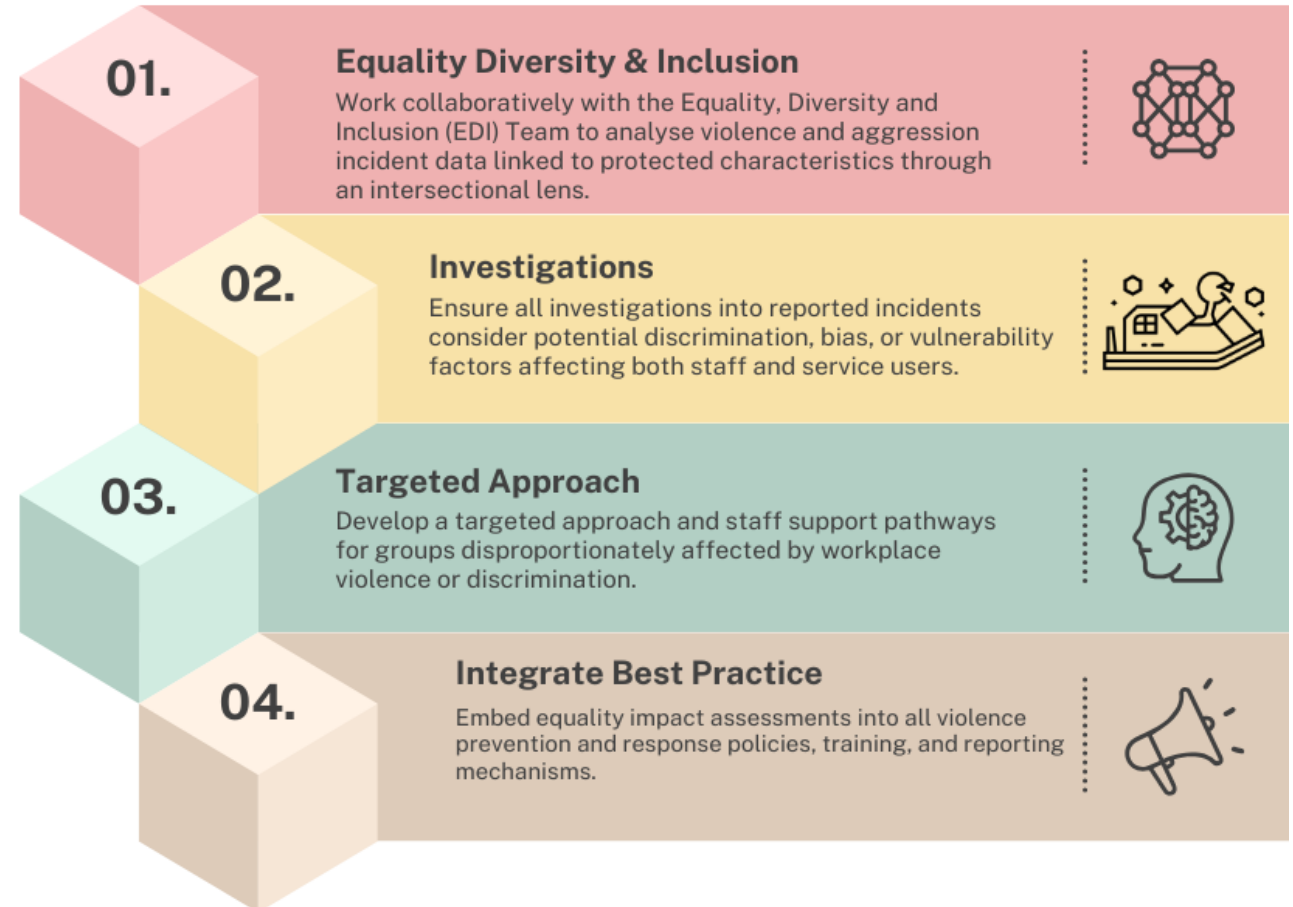 01.
Equality Diversity & Inclusion
Work collaboratively with the Equality, Diversity and
Inclusion (EDI) Team to analyse violence and aggression
incident data linked to protected characteristics through
an intersectional lens.
02.
Investigations
Ensure all investigations into reported incidents
consider potential discrimination, bias, or vulnerability
factors affecting both staff and service users.
03.
Targeted Approach
Develop a targeted approach and staff support pathways
for groups disproportionately affected by workplace
violence or discrimination.
04.
Integrate Best Practice
Embed equality impact assessments into all violence
prevention and response policies, training, and reporting
mechanisms.